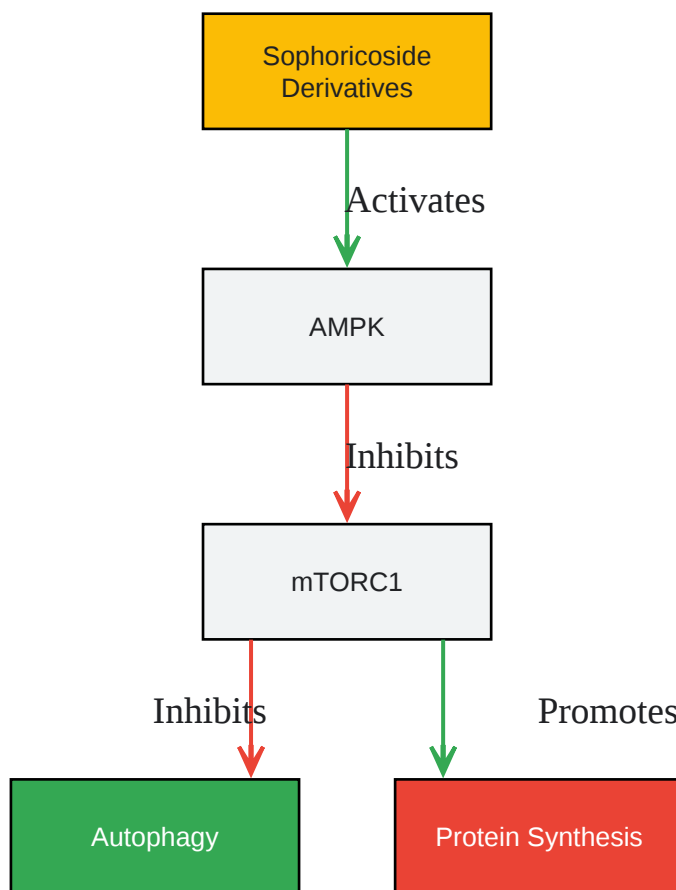 Sophoricoside
Derivatives
Activates
AMPK
Inhibits
mTORC1
Inhibits
Promotes
Autophagy
Protein Synthesis